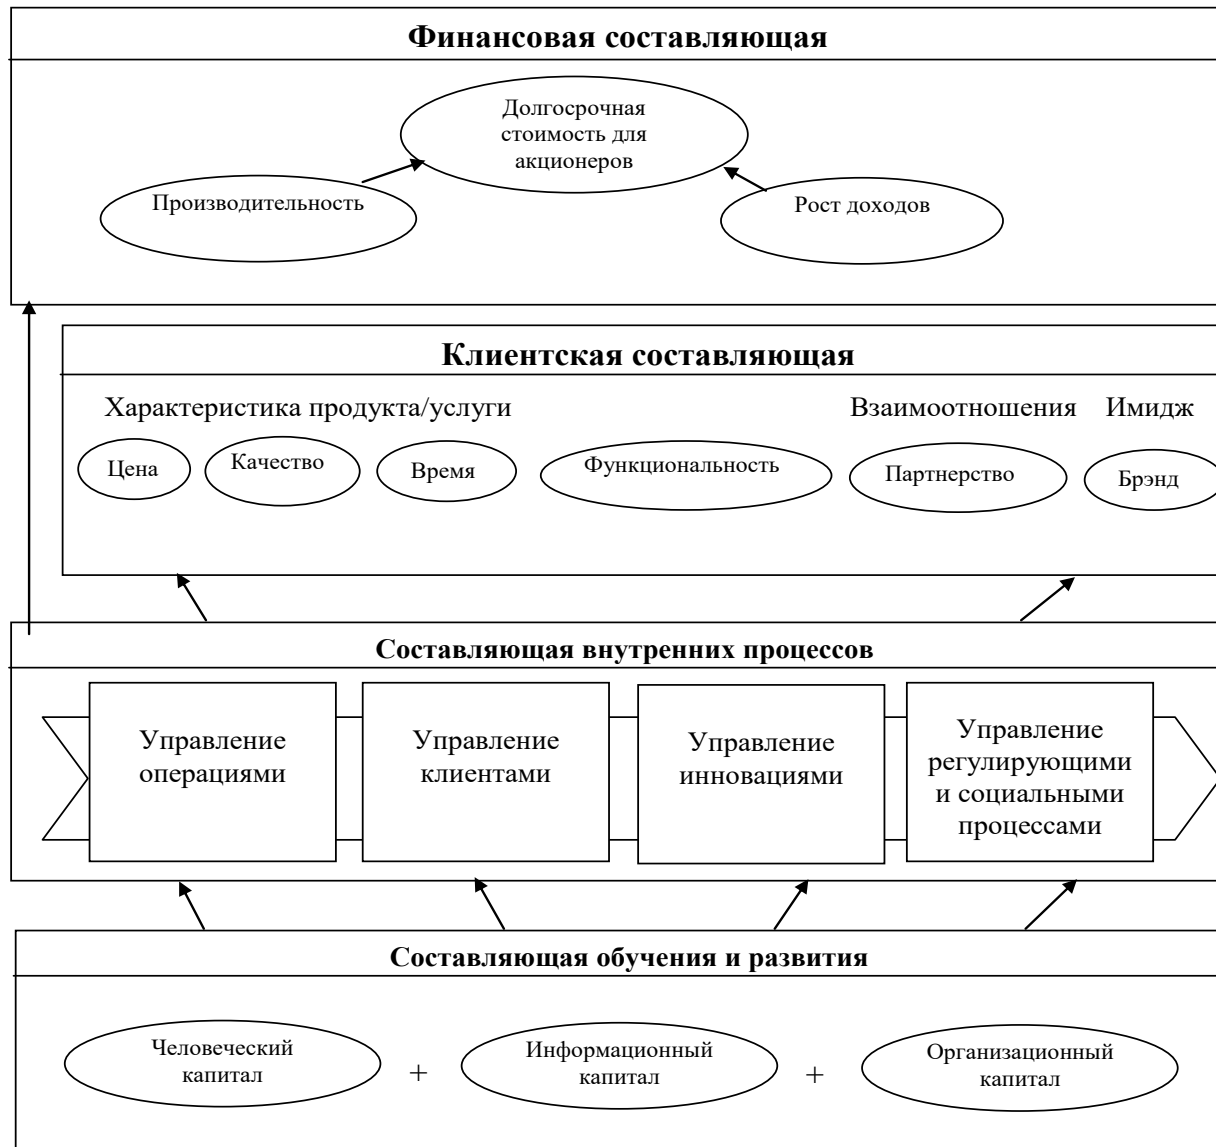 Финансовая составляющая
Долгосрочная
стоимость для
акционеров
Производительность
Рост доходов
Клиентская составляющая
Характеристика продукта/услуги
Взаимоотношения
Имидж
Цена
Качество
Время
Функциональность
Партнерство
Брэнд
Составляющая внутренних процессов
Управление
операциями
Управление
клиентами
Управление
инновациями
Управление
регулирующими
и социальными
процессами
Составляющая обучения и развития
Человеческий
капитал
+
Информационный
капитал
+
Организационный
капитал